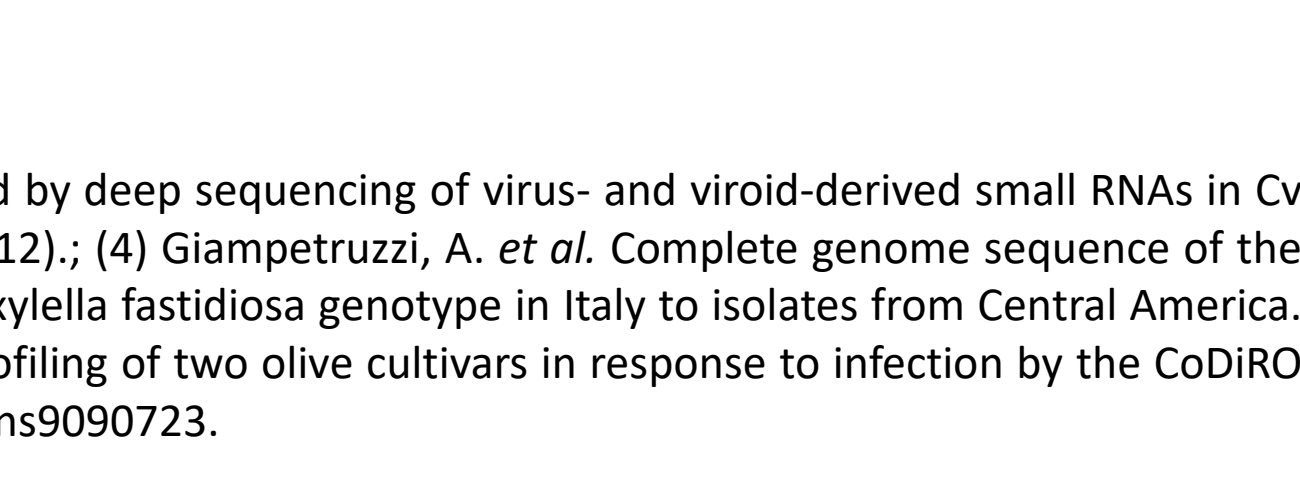 d by deep sequencing of virus- and viroid-derived small RNAs in Cv
12).; (4) Giampetruzzi, A. et al. Complete genome sequence of the
xylella fastidiosa genotype in Italy to isolates from Central America.
ofiling of two olive cultivars in response to infection by the CoDiRO
ns9090723.